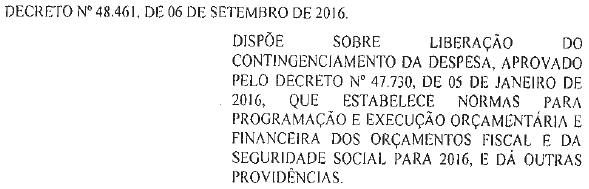 DECRETO Nº 48.461, DE 06 DE SETEMBRO DE 2016.
DISPÕE SOBRE LIBERAÇÃO DO
CONTINGENCIAMENTO DA DESPESA, APROVADO
PELO DECRETO Nº 47.730, DE 05 DE JANEIRO DE
2016, QUE ESTABELECE NORMAS PARA
PROGRAMAÇÃO E EXECUÇÃO ORÇAMENTÁRIA E
FINANCEIRA DOS ORÇAMENTOS FISCAL E DA
SEGURIDADE SOCIAL PARA 2016, E DÁ OUTRAS
PROVIDÊNCIAS.